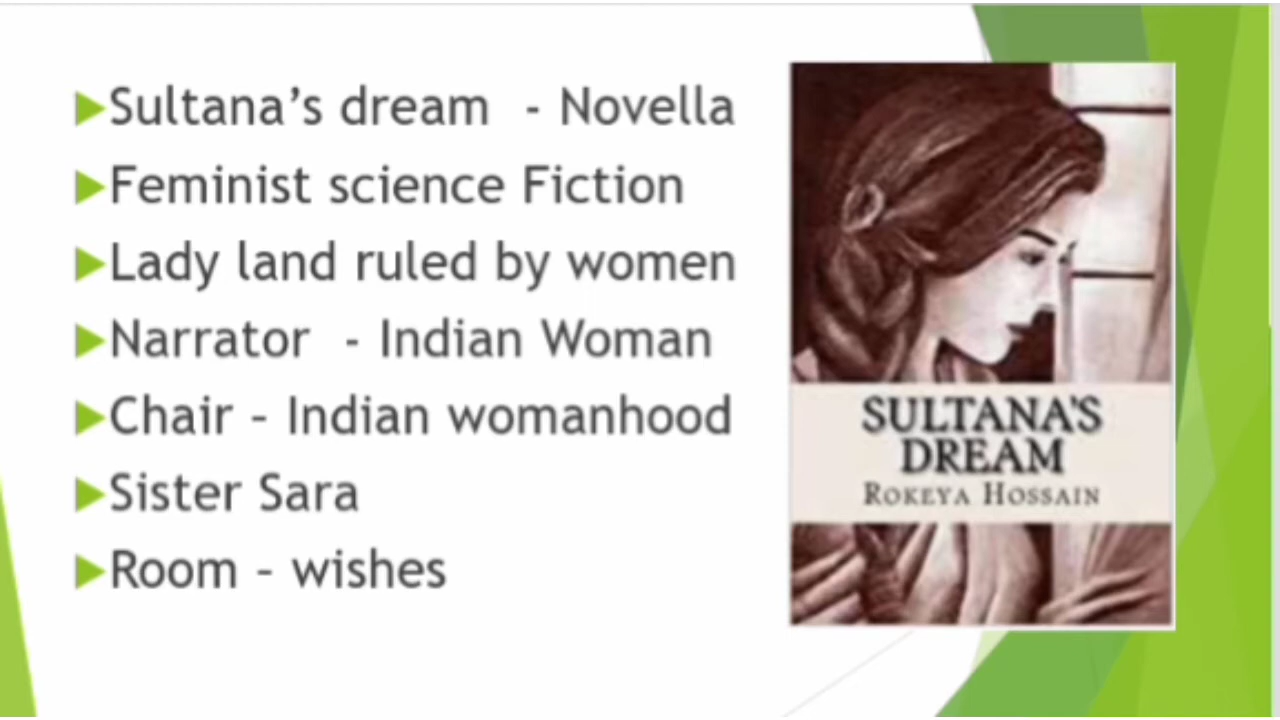 Sultana’s dream - Novella
Feminist science Fiction
Lady land ruled by women
Narrator - Indian Woman
Chair – Indian womanhood
Sister Sara
Room – wishes
SULTANA'S
DREAM
ROKEYA HOSSAIN